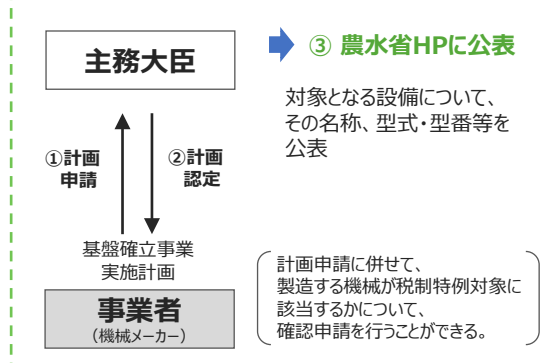 主務大臣
③ 農水省HPに公表
対象となる設備について、
その名称、型式・型番等を
公表
①計画
申請
②計画
認定
基盤確立事業
実施計画
事業者
（機械メーカー）
計画申請に併せて、
製造する機械が税制特例対象に
該当するかについて、
確認申請を行うことができる。